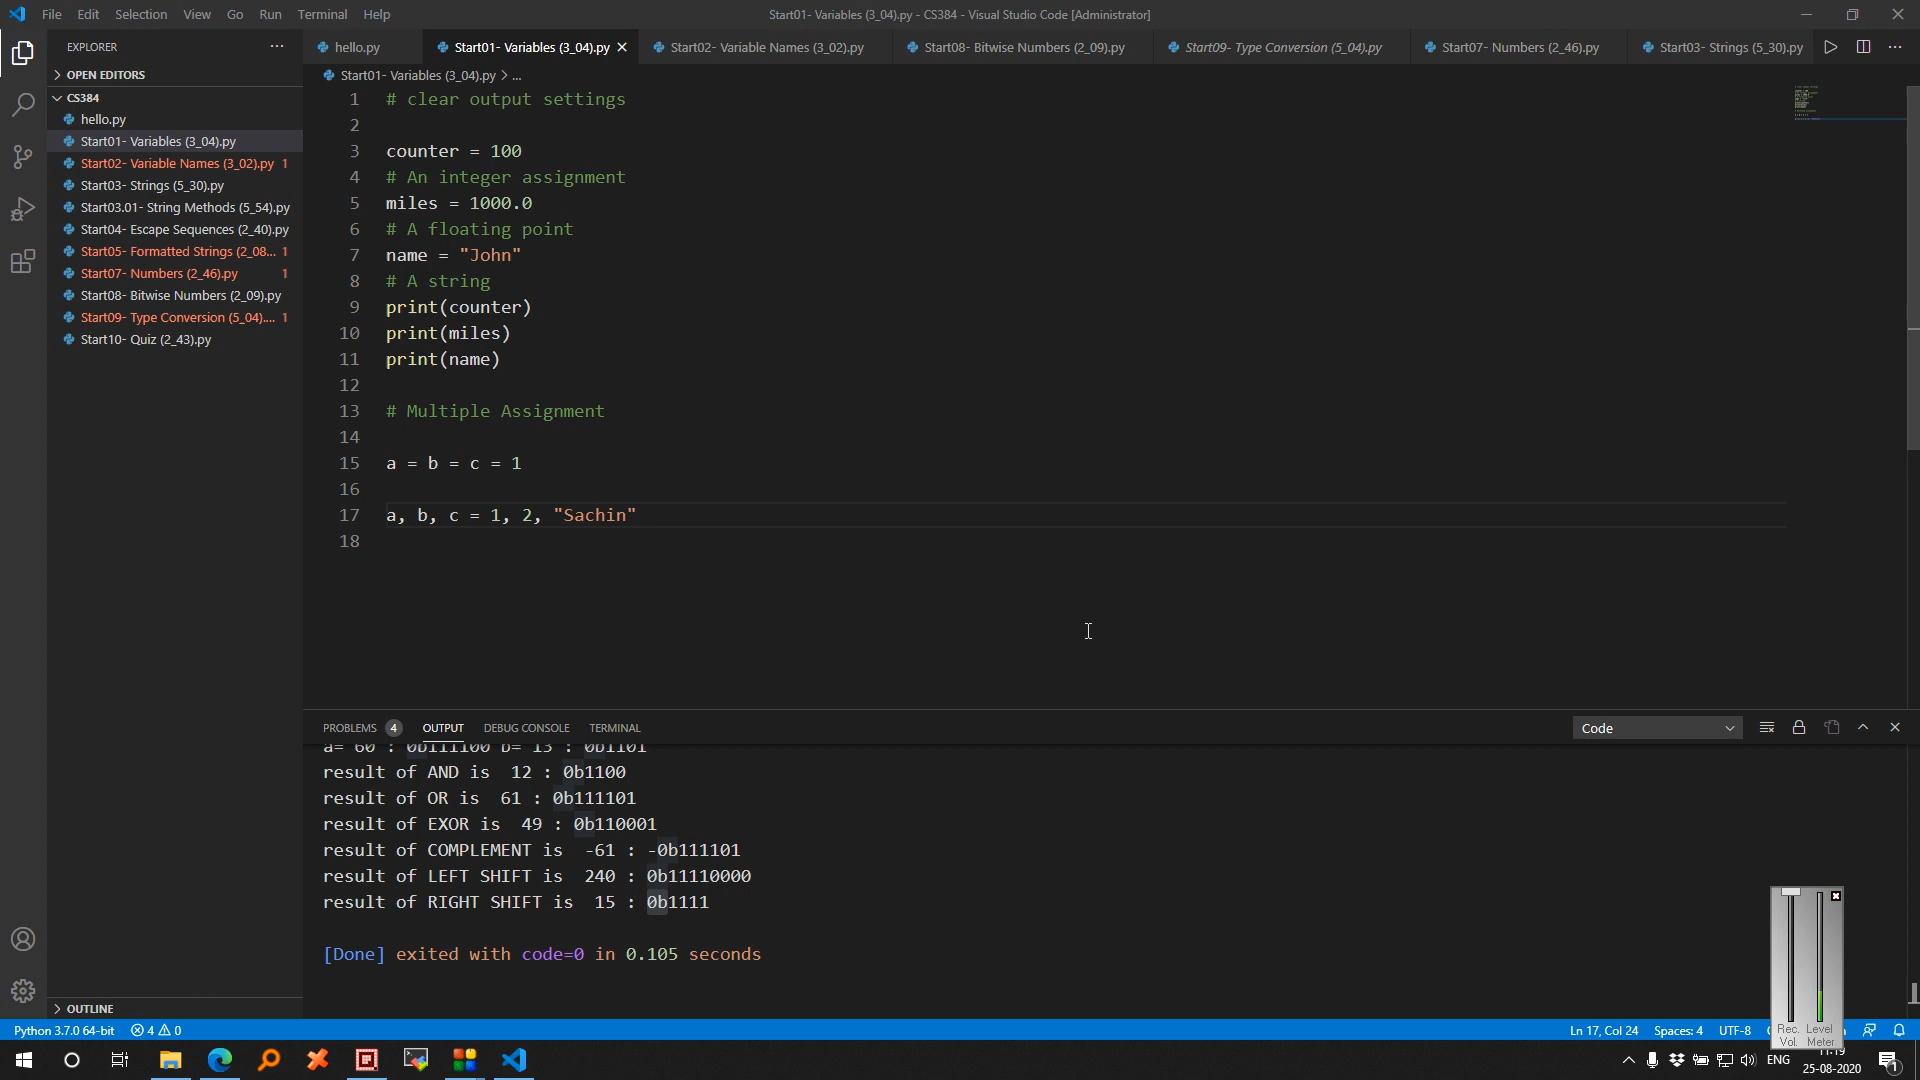 File Edit Selection View Go Run Terminal Help
Start01- Variables (3_04).py - CS384 - Visual Studio Code [Administrator]
EXPLORER
hello.py
Start01- Variables (3_04).py
Start02- Variable Names (3_02).py
Start08- Bitwise Numbers (2_09).py
Start09- Type Conversion (5_04).py
Start07- Numbers (2_46).py
Start03- Strings (5_30).py
OPEN EDITORS
CS384
hello.py
Start01- Variables (3_04).py
Start02- Variable Names (3_02).py 1
Start03- Strings (5_30).py
Start03.01- String Methods (5_54).py
Start04- Escape Sequences (2_40).py
Start05- Formatted Strings (2_08... 1
Start07- Numbers (2_46).py 1
Start08- Bitwise Numbers (2_09).py
Start09- Type Conversion (5_04).... 1
Start10- Quiz (2_43).py
OUTLINE
Start01- Variables (3_04).py > ...
1 # clear output settings
2
3 counter = 100
4 # An integer assignment
5 miles = 1000.0
6 # A floating point
7 name = "John"
8 # A string
9 print(counter)
10 print(miles)
11 print(name)
12
13 # Multiple Assignment
14
15 a = b = c = 1
16
17 a, b, c = 1, 2, "Sachin"
18
PROBLEMS 4 OUTPUT DEBUG CONSOLE TERMINAL
Code
a= 60 : 0b111100 b= 13 : 0b1101
result of AND is  12 : 0b1100
result of OR is  61 : 0b111101
result of EXOR is  49 : 0b110001
result of COMPLEMENT is  -61 : -0b111101
result of LEFT SHIFT is  240 : 0b11110000
result of RIGHT SHIFT is  15 : 0b1111
[Done] exited with code=0 in 0.105 seconds
Rec. Level
Vol. Meter
Python 3.7.0 64-bit 4 0
Ln 17, Col 24 Spaces: 4 UTF-8
ENG
11:19
25-08-2020
1